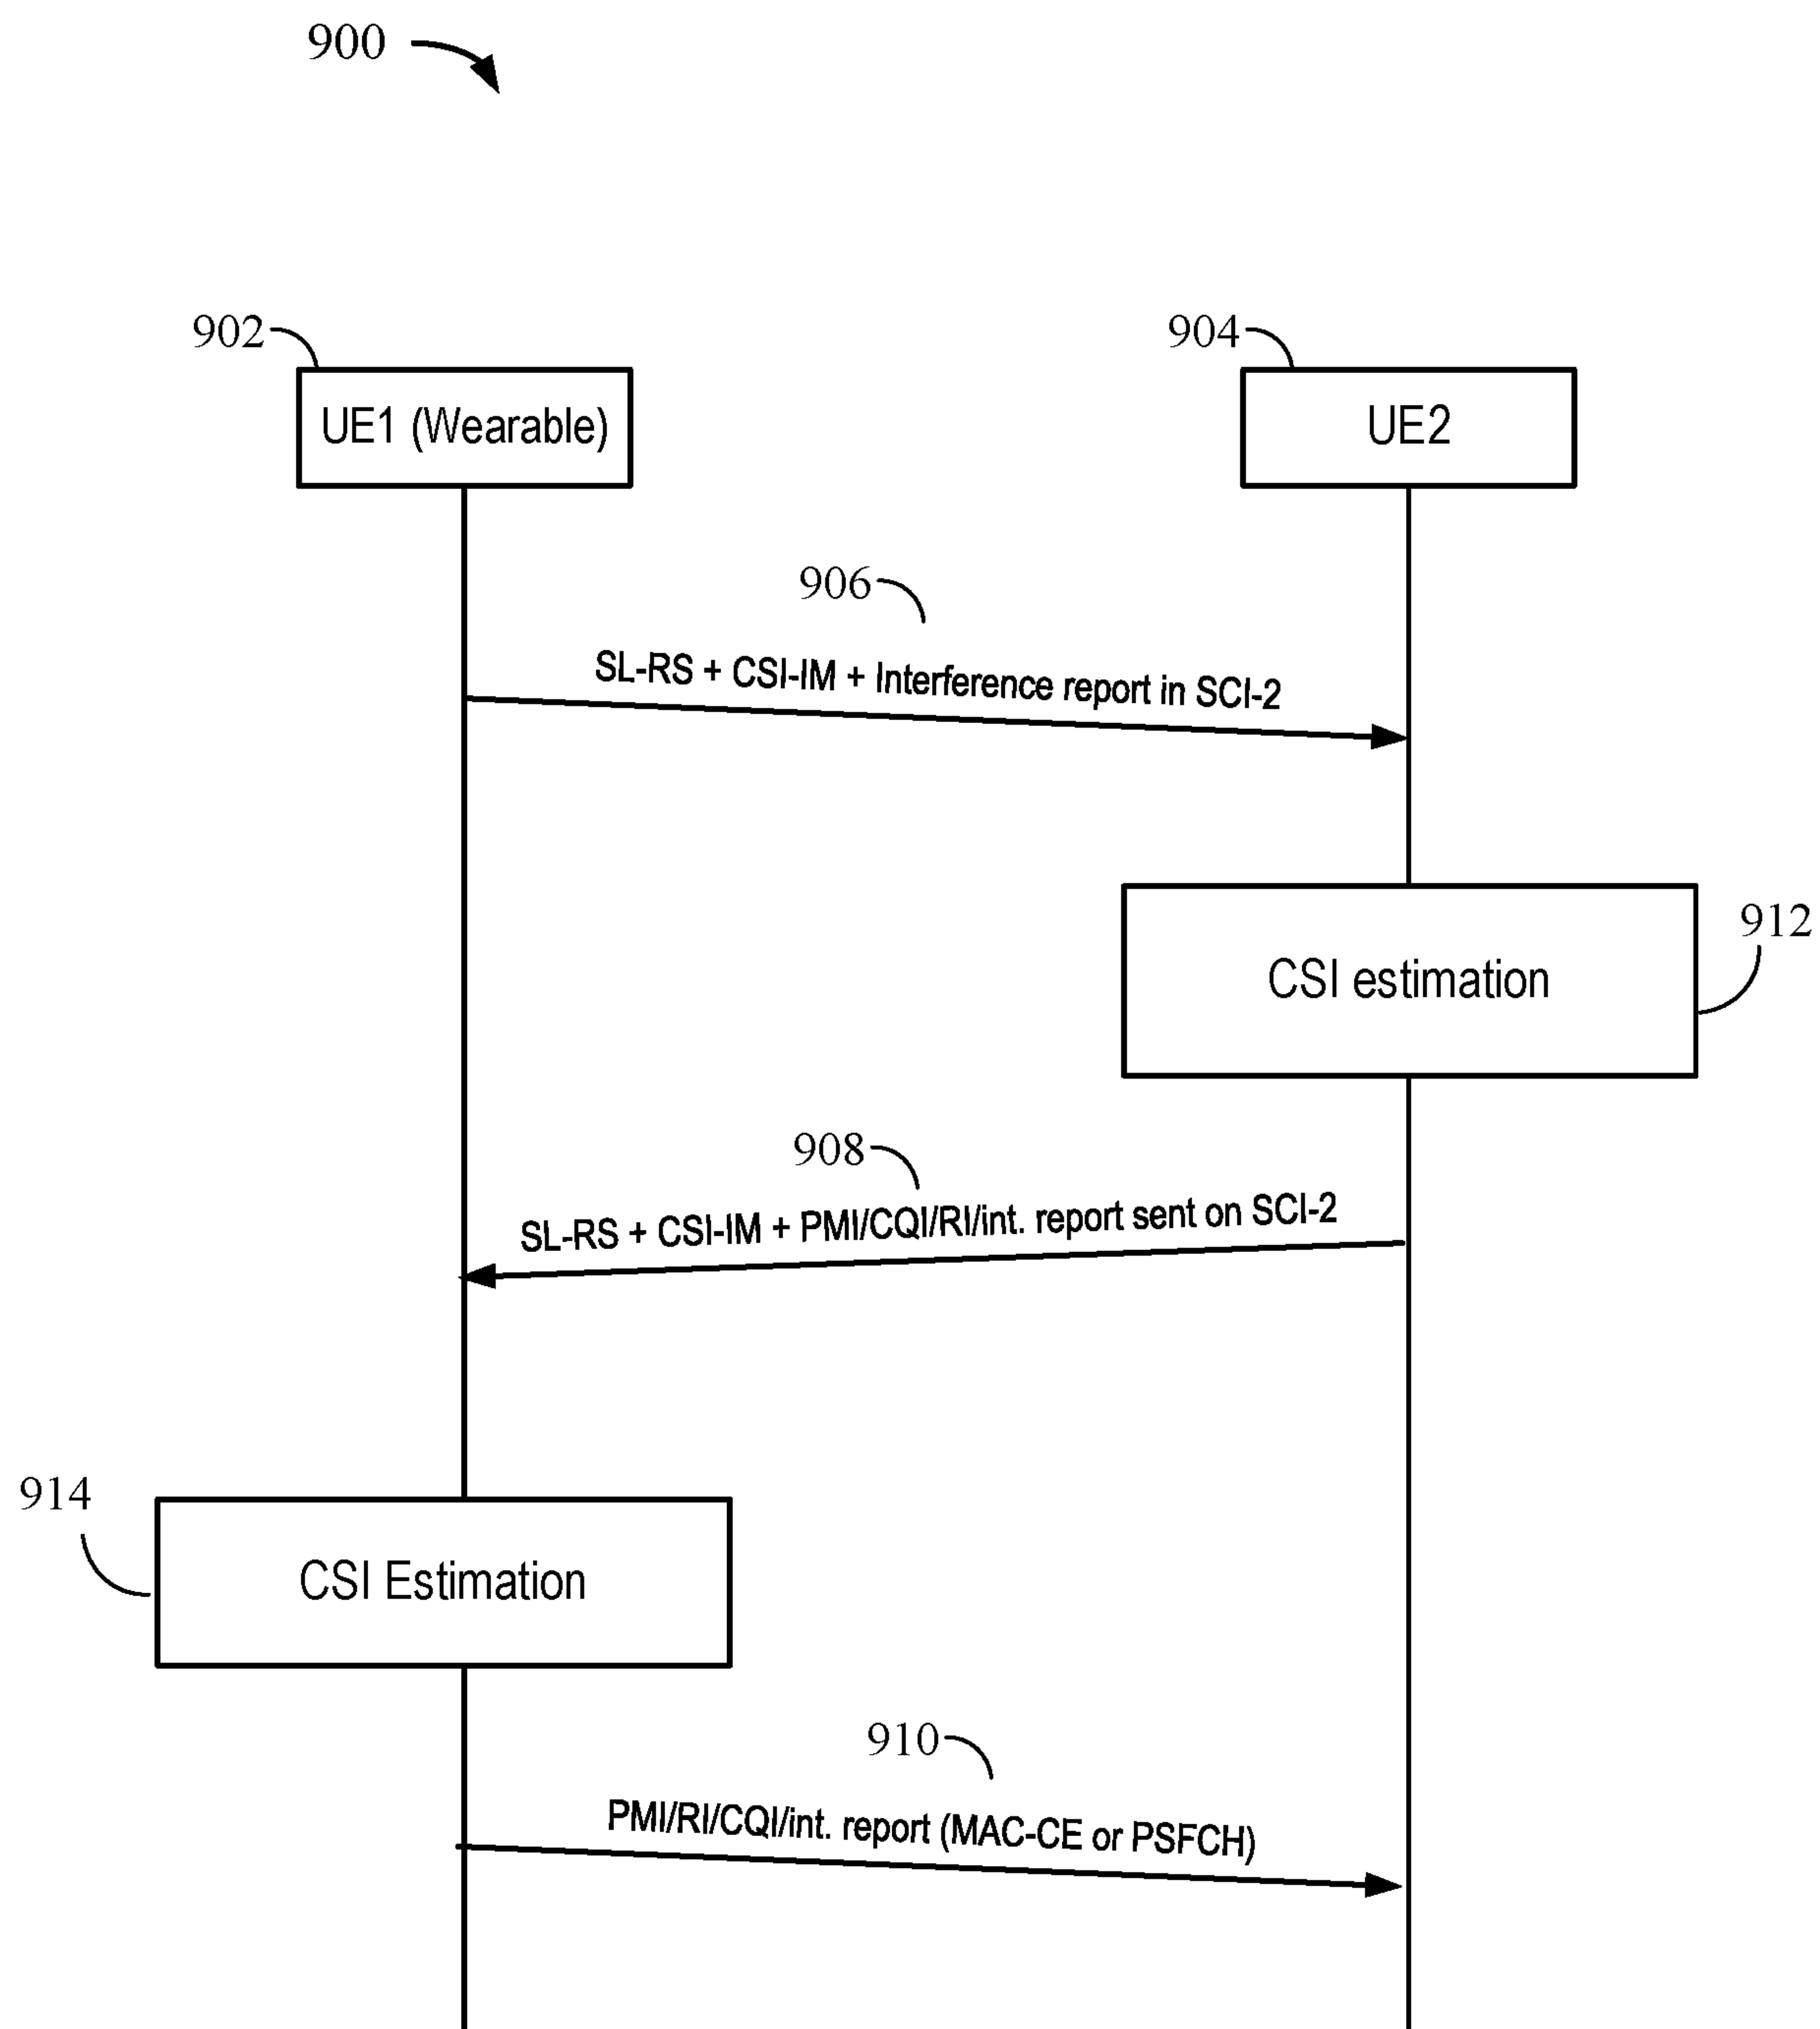 900
902
904
UE1 (Wearable)
UE2
906
SL-RS + CSI-IM + Interference report in SCI-2
912
CSI estimation
908
SL-RS + CSI-IM + PMI/CQI/RI/int. report sent on SCI-2
914
CSI Estimation
910
PMI/RI/CQI/int. report (MAC-CE or PSFCH)